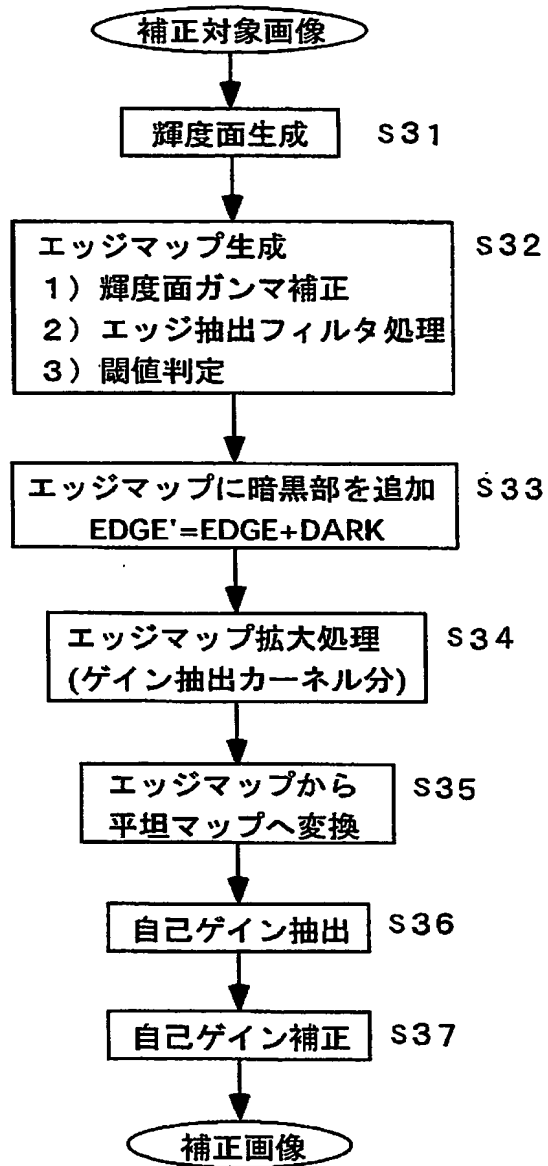 補正対象画像
輝度面生成 S31
エッジマップ生成 S32
1) 輝度面ガンマ補正
2) エッジ抽出フィルタ処理
3) 閾値判定
エッジマップに暗黒部を追加 S33
EDGE'=EDGE+DARK
エッジマップ拡大処理 S34
(ゲイン抽出カーネル分)
エッジマップから S35
平坦マップへ変換
自己ゲイン抽出 S36
自己ゲイン補正 S37
補正画像